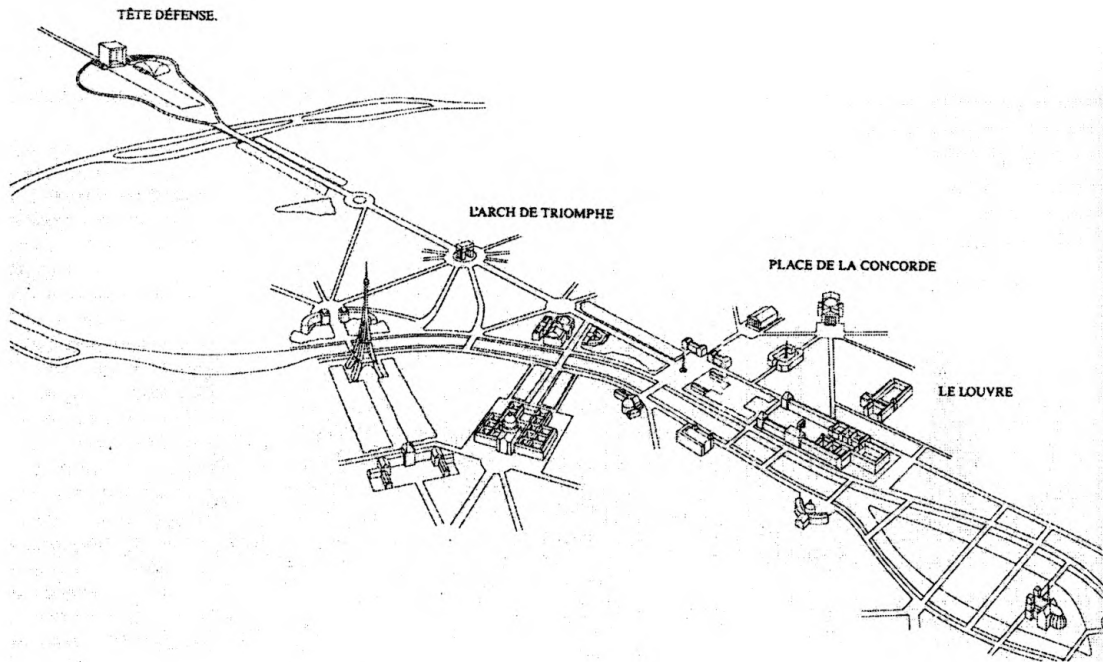 TÊTE DÉFENSE.
L'ARCH DE TRIOMPHE
PLACE DE LA CONCORDE
LE LOUVRE